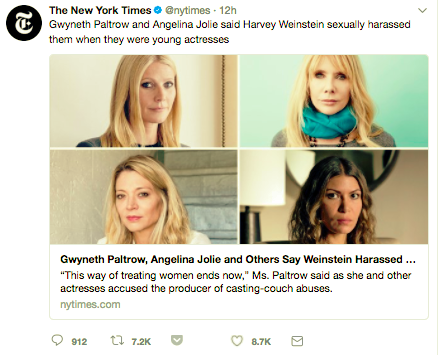 The New York Times @nytimes · 12h
Gwyneth Paltrow and Angelina Jolie said Harvey Weinstein sexually harassed
them when they were young actresses
Gwyneth Paltrow, Angelina Jolie and Others Say Weinstein Harassed ...
“This way of treating women ends now,” Ms. Paltrow said as she and other
actresses accused the producer of casting-couch abuses.
nytimes.com
912 7.2K 8.7K